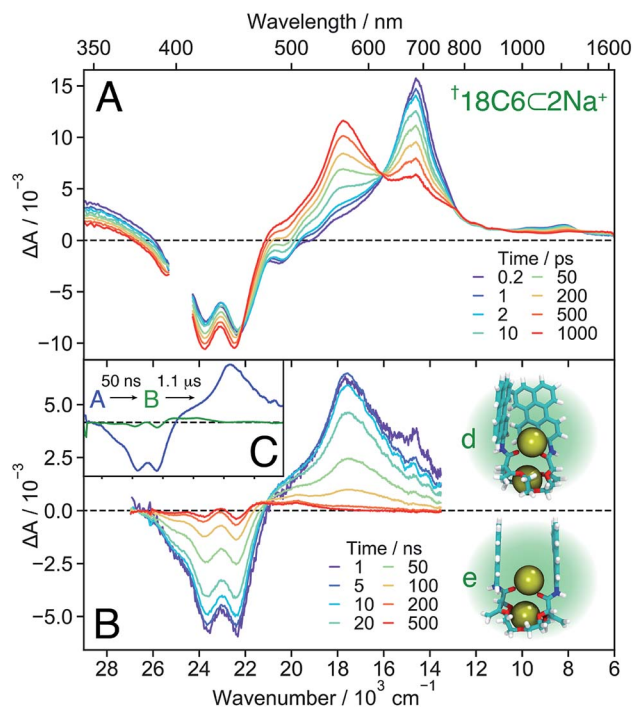 Wavelength / nm
350 400 500 600 700 800 1000 1600
A
†18C6⊂2Na⁺
ΔA / 10⁻³
15
10
5
0
−5
−10
Time / ps
0.2 50
1 200
2 500
10 1000
50 ns 1.1 μs
A B
C
d
e
ΔA / 10⁻³
5.0
2.5
0.0
−2.5
−5.0
B
Time / ns
1 50
5 100
10 200
20 500
28 26 24 22 20 18 16 14 12 10 8 6
Wavenumber / 10³ cm⁻¹